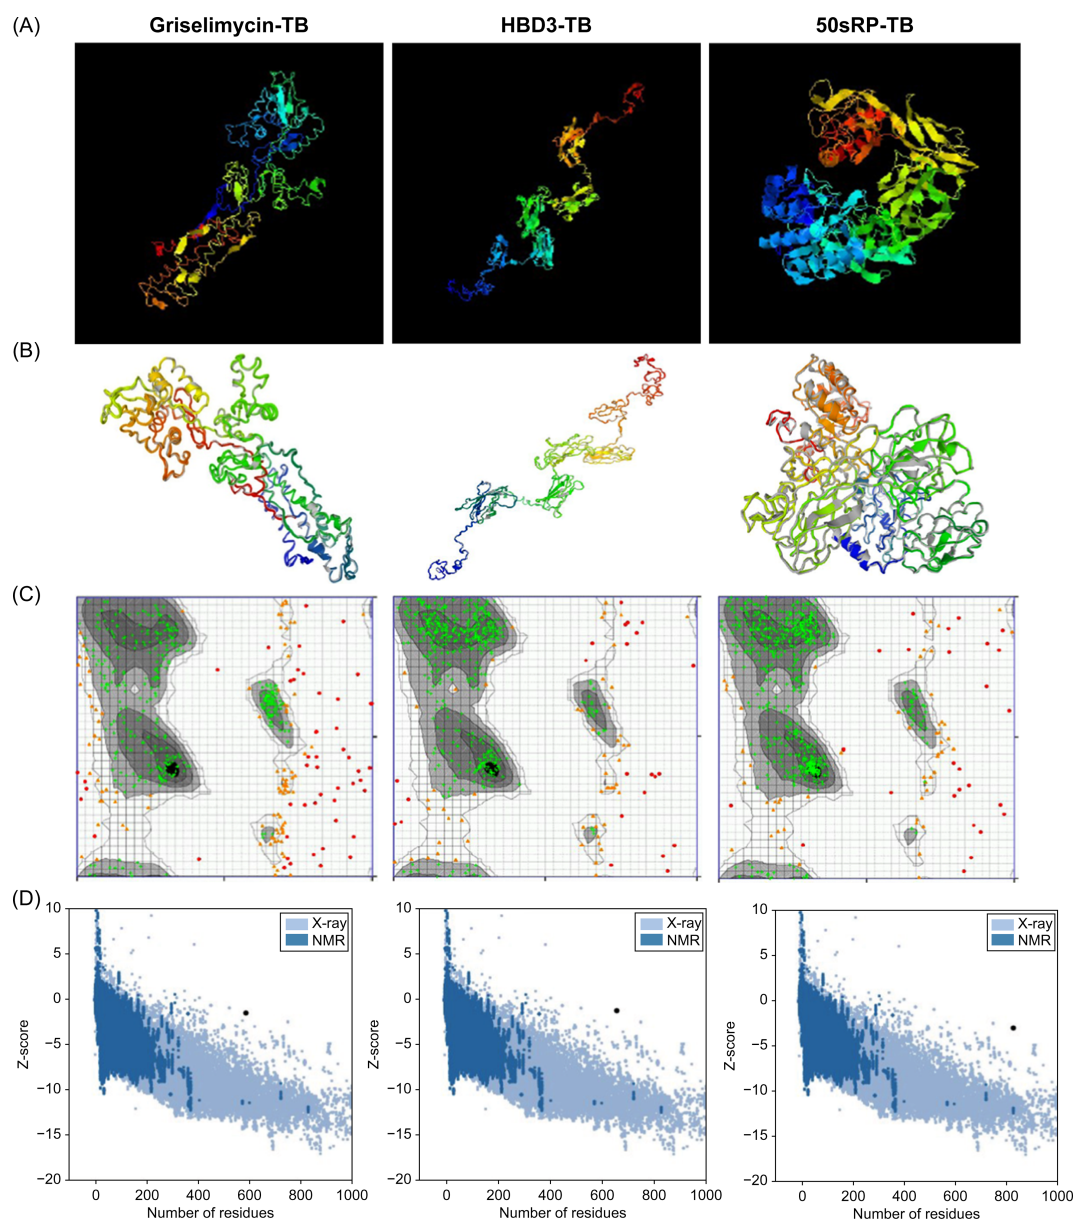 (A)
Griselimycin-TB
HBD3-TB
50sRP-TB
(B)
(C)
(D)
10
5
0
−5
−10
−15
−20
Z-score
0 200 400 600 800 1000
Number of residues
X-ray
NMR
10
5
0
−5
−10
−15
−20
Z-score
0 200 400 600 800 1000
Number of residues
X-ray
NMR
10
5
0
−5
−10
−15
−20
Z-score
0 200 400 600 800 1000
Number of residues
X-ray
NMR